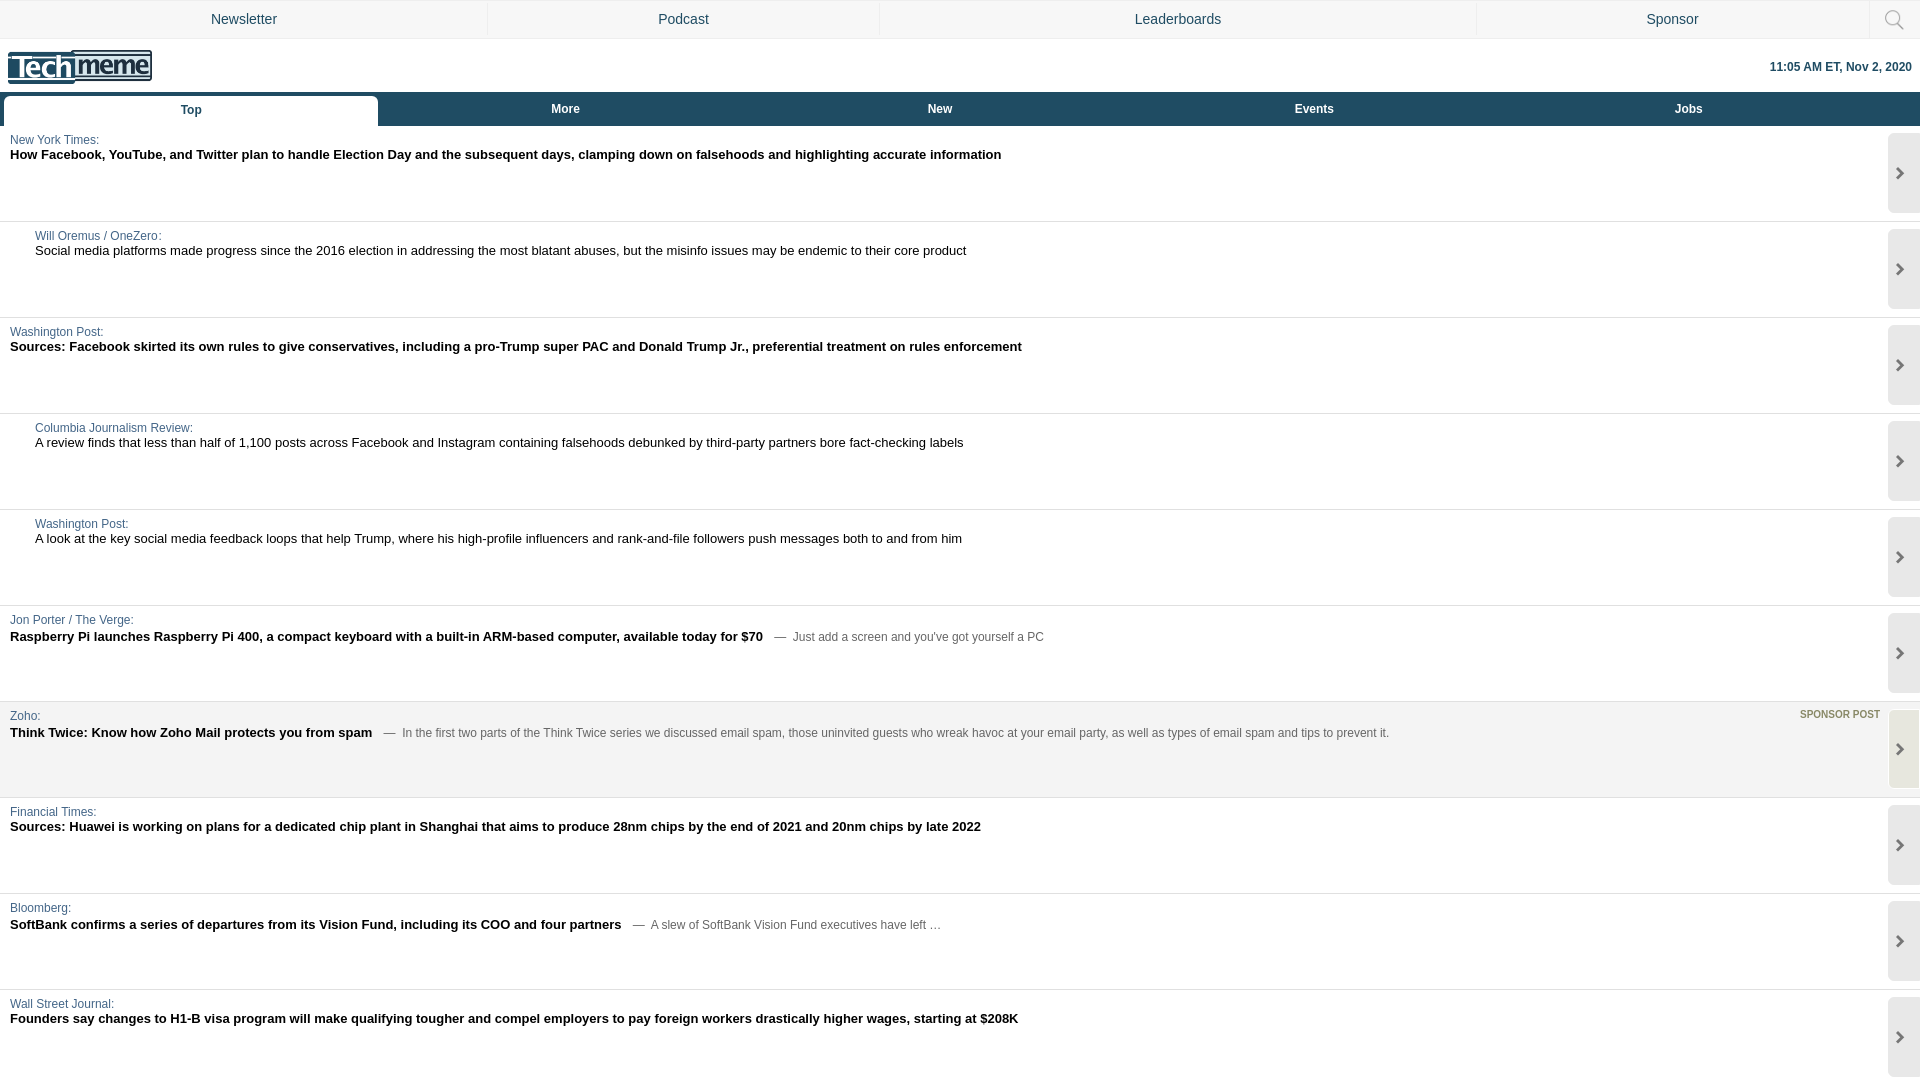 Newsletter
Podcast
Leaderboards
Sponsor
Techmeme
11:05 AM ET, Nov 2, 2020
Top
More
New
Events
Jobs
New York Times:
How Facebook, YouTube, and Twitter plan to handle Election Day and the subsequent days, clamping down on falsehoods and highlighting accurate information
Will Oremus / OneZero:
Social media platforms made progress since the 2016 election in addressing the most blatant abuses, but the misinfo issues may be endemic to their core product
Washington Post:
Sources: Facebook skirted its own rules to give conservatives, including a pro-Trump super PAC and Donald Trump Jr., preferential treatment on rules enforcement
Columbia Journalism Review:
A review finds that less than half of 1,100 posts across Facebook and Instagram containing falsehoods debunked by third-party partners bore fact-checking labels
Washington Post:
A look at the key social media feedback loops that help Trump, where his high-profile influencers and rank-and-file followers push messages both to and from him
Jon Porter / The Verge:
Raspberry Pi launches Raspberry Pi 400, a compact keyboard with a built-in ARM-based computer, available today for $70 — Just add a screen and you've got yourself a PC
Zoho:
SPONSOR POST
Think Twice: Know how Zoho Mail protects you from spam — In the first two parts of the Think Twice series we discussed email spam, those uninvited guests who wreak havoc at your email party, as well as types of email spam and tips to prevent it.
Financial Times:
Sources: Huawei is working on plans for a dedicated chip plant in Shanghai that aims to produce 28nm chips by the end of 2021 and 20nm chips by late 2022
Bloomberg:
SoftBank confirms a series of departures from its Vision Fund, including its COO and four partners — A slew of SoftBank Vision Fund executives have left …
Wall Street Journal:
Founders say changes to H1-B visa program will make qualifying tougher and compel employers to pay foreign workers drastically higher wages, starting at $208K